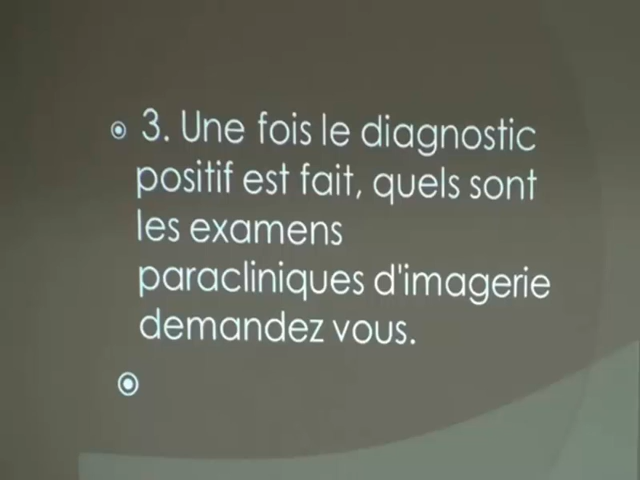 3. Une fois le diagnostic
positif est fait, quels sont
les examens
paracliniques d'imagerie
demandez vous.